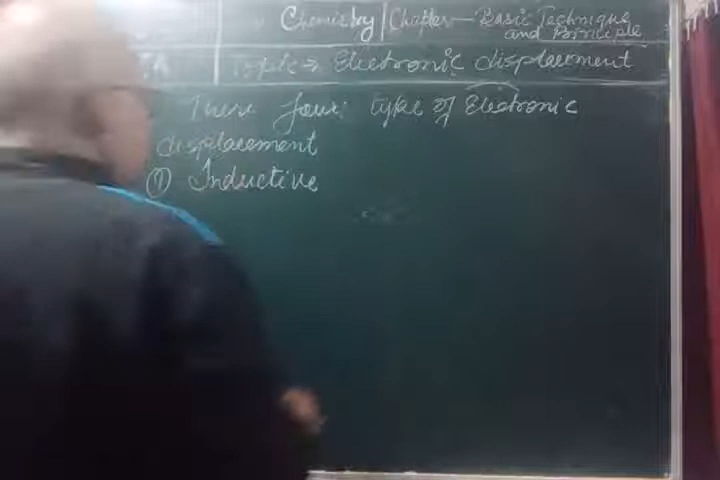 Chemistry | Chapter — Basic Technique
and Principle
Topic → Electronic displacement
There four type of Electronic
displacement
① Inductive